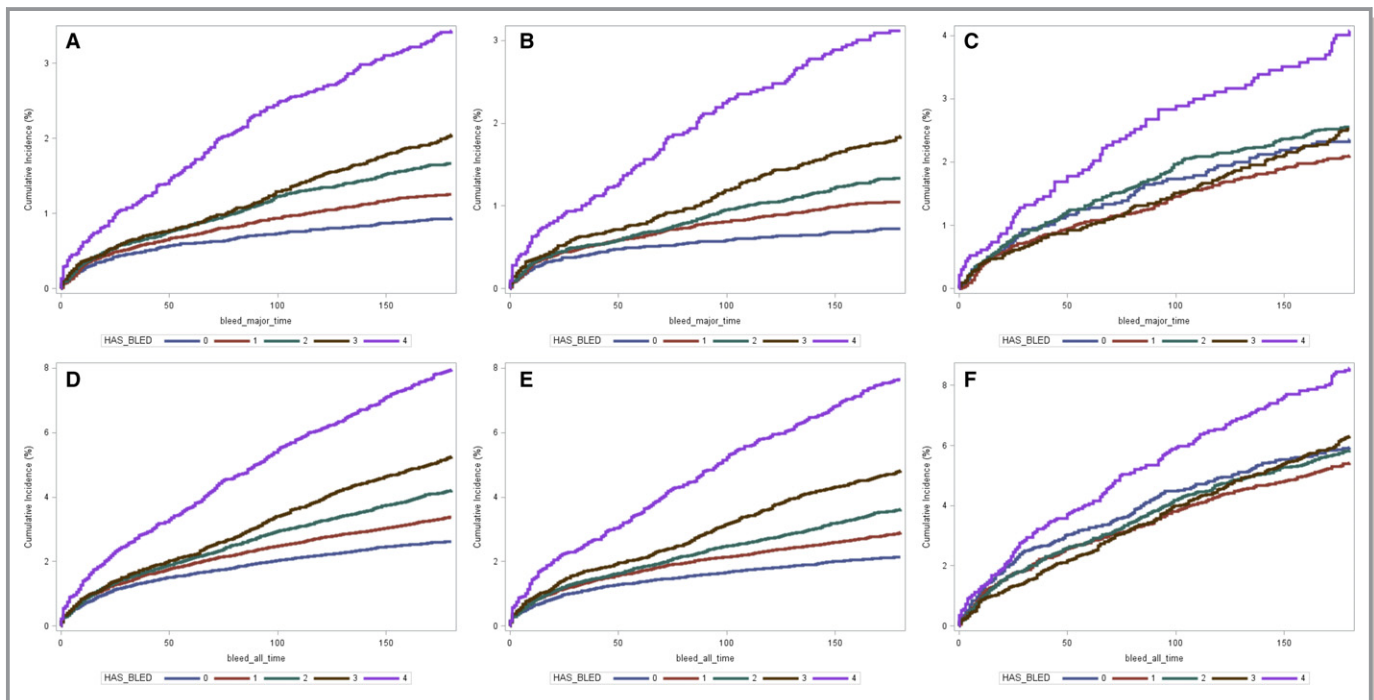 A
Cumulative Incidence (%)
3
2
1
0
0 50 100 150
bleed_major_time
HAS_BLED 0 1 2 3 4
B
Cumulative Incidence (%)
3
2
1
0
0 50 100 150
bleed_major_time
HAS_BLED 0 1 2 3 4
C
Cumulative Incidence (%)
4
3
2
1
0
0 50 100 150
bleed_major_time
HAS_BLED 0 1 2 3 4
D
Cumulative Incidence (%)
8
6
4
2
0
0 50 100 150
bleed_all_time
HAS_BLED 0 1 2 3 4
E
Cumulative Incidence (%)
8
6
4
2
0
0 50 100 150
bleed_all_time
HAS_BLED 0 1 2 3 4
F
Cumulative Incidence (%)
8
6
4
2
0
0 50 100 150
bleed_all_time
HAS_BLED 0 1 2 3 4